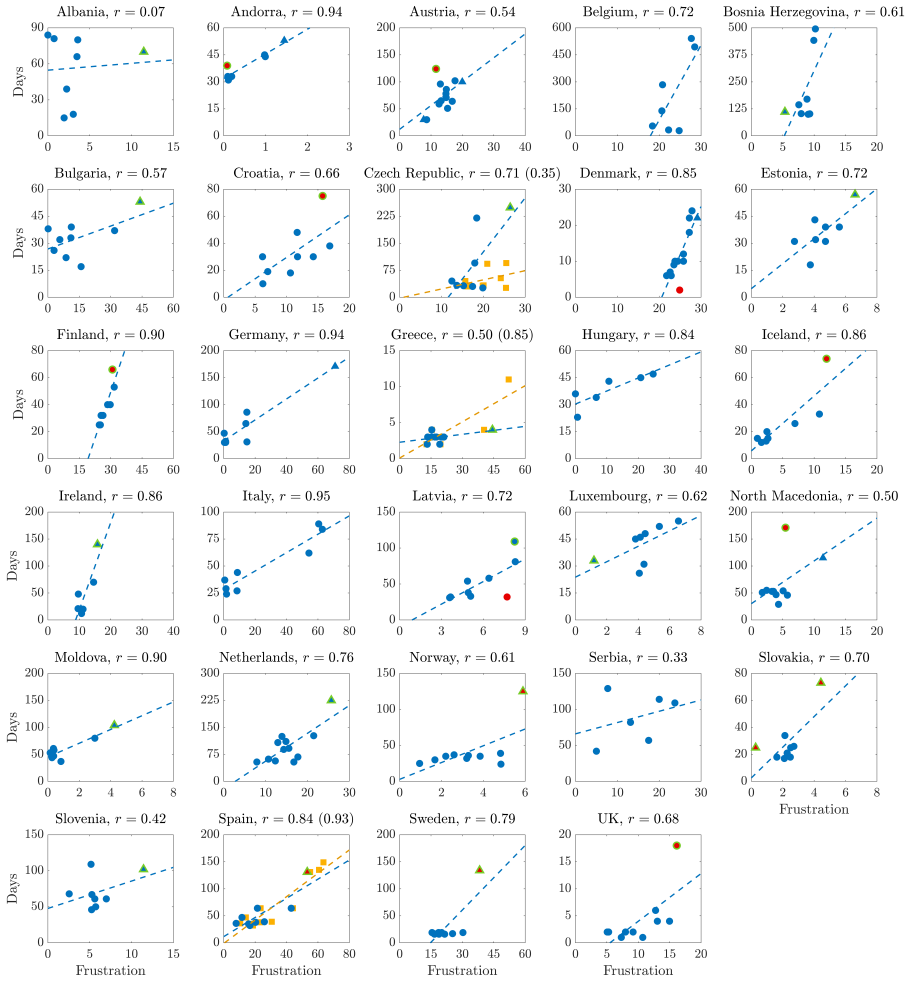 Albania, r = 0.07
Andorra, r = 0.94
Austria, r = 0.54
Belgium, r = 0.72
Bosnia Herzegovina, r = 0.61
Days
90
60
30
0
0 5 10 15
60
45
30
15
0
0 1 2 3
200
150
100
50
0
0 10 20 30 40
600
450
300
150
0
0 10 20 30
500
375
250
125
0
0 5 10 15 20
Bulgaria, r = 0.57
Croatia, r = 0.66
Czech Republic, r = 0.71 (0.35)
Denmark, r = 0.85
Estonia, r = 0.72
Days
60
45
30
15
0
0 15 30 45 60
80
60
40
20
0
0 5 10 15 20
300
225
150
75
0
0 10 20 30
30
20
10
0
0 10 20 30
60
45
30
15
0
0 2 4 6 8
Finland, r = 0.90
Germany, r = 0.94
Greece, r = 0.50 (0.85)
Hungary, r = 0.84
Iceland, r = 0.86
80
60
40
20
0
0 15 30 45 60
200
150
100
50
0
0 20 40 60 80
15
10
5
0
0 20 40 60
60
45
30
15
0
0 10 20 30 40
80
60
40
20
0
0 5 10 15 20
Ireland, r = 0.86
Italy, r = 0.95
Latvia, r = 0.72
Luxembourg, r = 0.62
North Macedonia, r = 0.50
Days
200
150
100
50
0
0 10 20 30 40
100
75
50
25
0
0 20 40 60 80
150
100
50
0
0 3 6 9
60
45
30
15
0
0 2 4 6 8
200
150
100
50
0
0 5 10 15 20
Moldova, r = 0.90
Netherlands, r = 0.76
Norway, r = 0.61
Serbia, r = 0.33
Slovakia, r = 0.70
Days
200
150
100
50
0
0 4 8
300
225
150
75
0
0 10 20 30
150
100
50
0
0 2 4 6
150
100
50
0
0 10 20 30
80
60
40
20
0
0 2 4 6 8
Frustration
Slovenia, r = 0.42
Spain, r = 0.84 (0.93)
Sweden, r = 0.79
UK, r = 0.68
Days
150
100
50
0
0 5 10 15
Frustration
200
150
100
50
0
0 20 40 60 80
Frustration
200
150
100
50
0
0 15 30 45 60
Frustration
20
15
10
5
0
0 5 10 15 20
Frustration